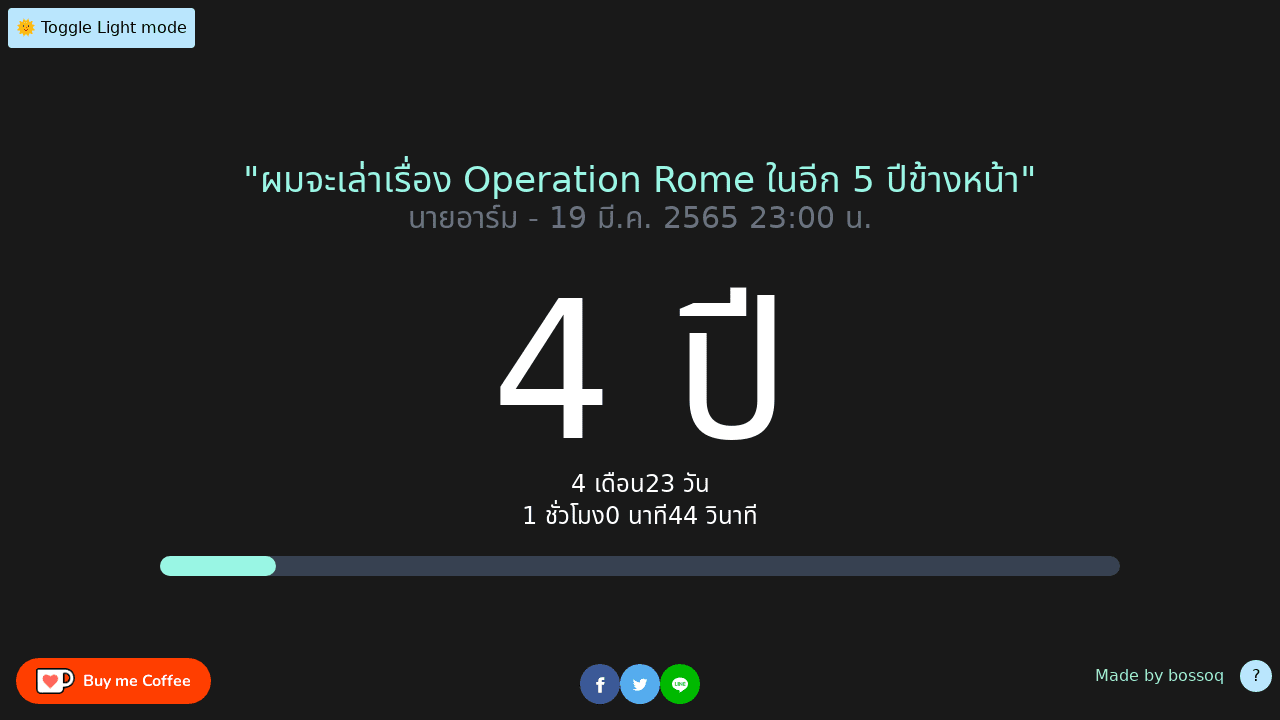 🌞 Toggle Light mode
"ผมจะเล่าเรื่อง Operation Rome ในอีก 5 ปีข้างหน้า"
นายอาร์ม - 19 มี.ค. 2565 23:00 น.
4 ปี
4 เดือน23 วัน
1 ชั่วโมง0 นาที44 วินาที
Buy me Coffee
LINE
Made by bossoq
?